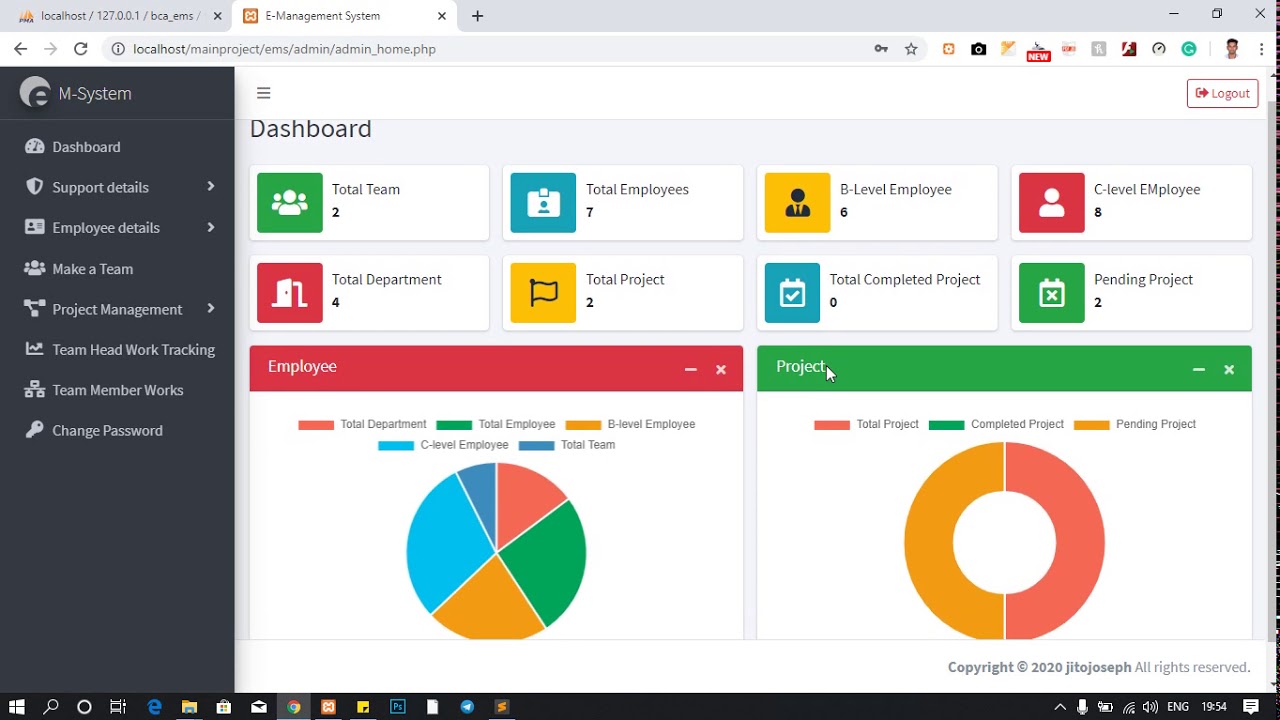 localhost / 127.0.0.1 / bca_ems /
E-Management System
localhost/mainproject/ems/admin/admin_home.php
NEW
M-System
Logout
Dashboard
Support details
Employee details
Make a Team
Project Management
Team Head Work Tracking
Team Member Works
Change Password
Dashboard
Total Team
2
Total Employees
7
B-Level Employee
6
C-level EMployee
8
Total Department
4
Total Project
2
Total Completed Project
0
Pending Project
2
Employee
Total Department Total Employee B-level Employee
C-level Employee Total Team
Project
Total Project Completed Project Pending Project
Copyright © 2020 jitojoseph All rights reserved.
Ps
ENG
19:54